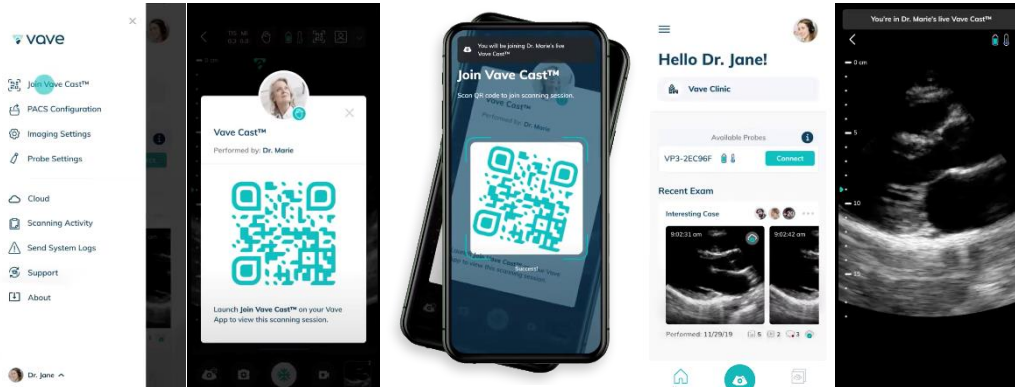 vave
Join Vave Cast™
PACS Configuration
Imaging Settings
Probe Settings
Cloud
Scanning Activity
Send System Logs
Support
About
Dr. Jane
TIS MI
Vave Cast™
Performed by: Dr. Marie
Launch Join Vave Cast™ on your Vave
App to view this scanning session.
You will be joining Dr. Marie's live
Vave Cast™
Join Vave Cast™
Scan QR code to join scanning session.
Vave Cast™
Performed by: Dr. Marie
Success!
Hello Dr. Jane!
Vave Clinic
Available Probes
VP3-2EC96F
Connect
Recent Exam
Interesting Case
+20
9:02:31 am
9:02:42 am
Performed: 11/29/19
5
2
3
You're in Dr. Marie's live Vave Cast™
0 cm
5
10
15